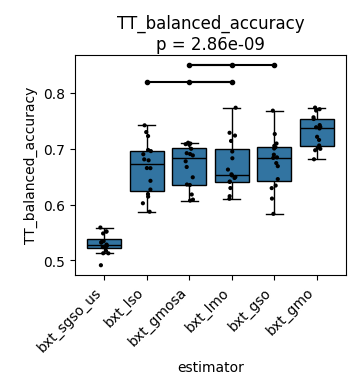 TT_balanced_accuracy
p = 2.86e-09
TT_balanced_accuracy
0.8
0.7
0.6
0.5
bxt_sgso_us
bxt_lso
bxt_gmosa
bxt_lmo
bxt_gso
bxt_gmo
estimator